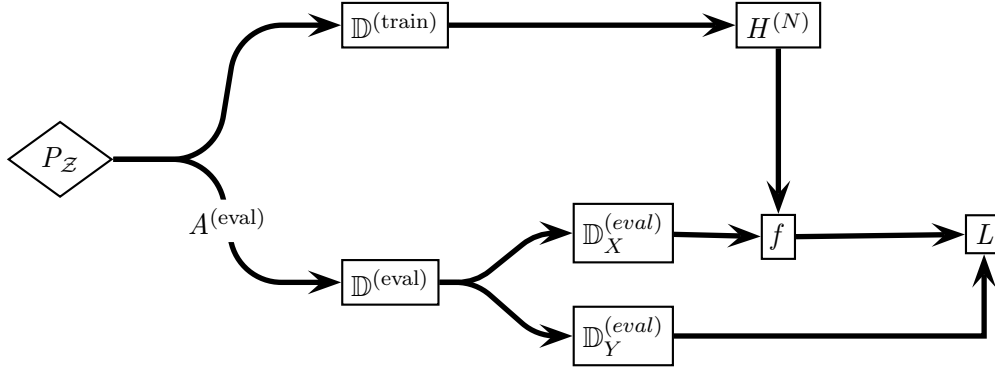 𝔻^(train)
H^(N)
P_𝒵
A^(eval)
𝔻_X^(eval)
f
L
𝔻^(eval)
𝔻_Y^(eval)